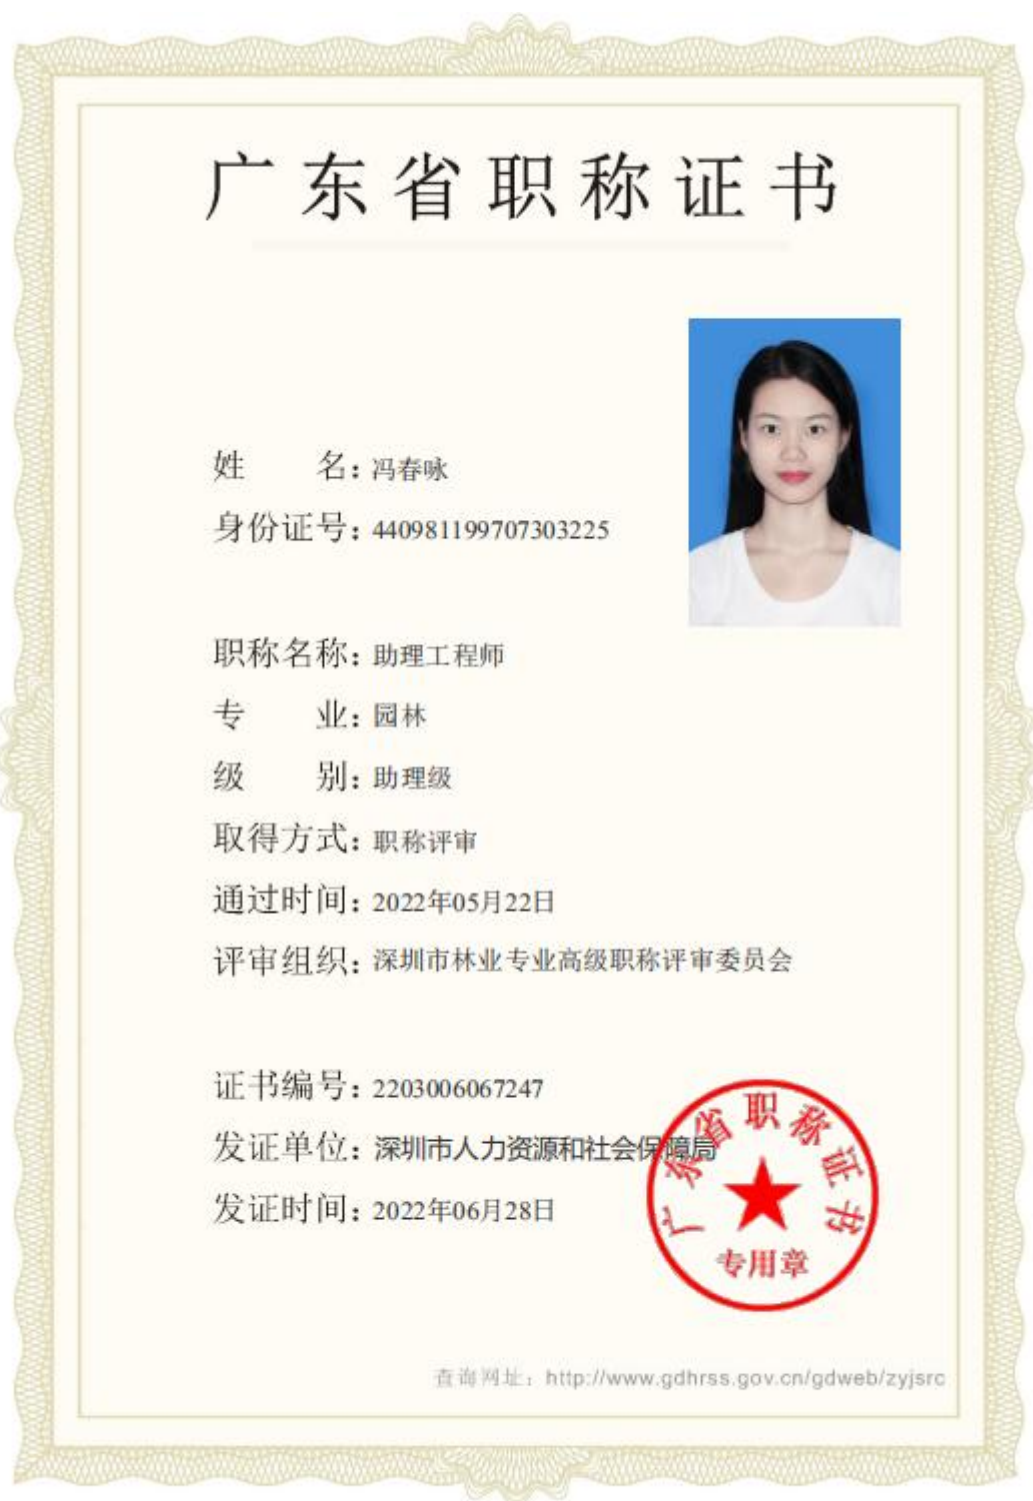 广东省职称证书
姓 名：冯春咏
身份证号：440981199707303225
职称名称：助理工程师
专 业：园林
级 别：助理级
取得方式：职称评审
通过时间：2022年05月22日
评审组织：深圳市林业专业高级职称评审委员会
证书编号：2203006067247
发证单位：深圳市人力资源和社会保障局
发证时间：2022年06月28日
广东省职称证书
专用章
查询网址：http://www.gdhrss.gov.cn/gdweb/zyjsrc